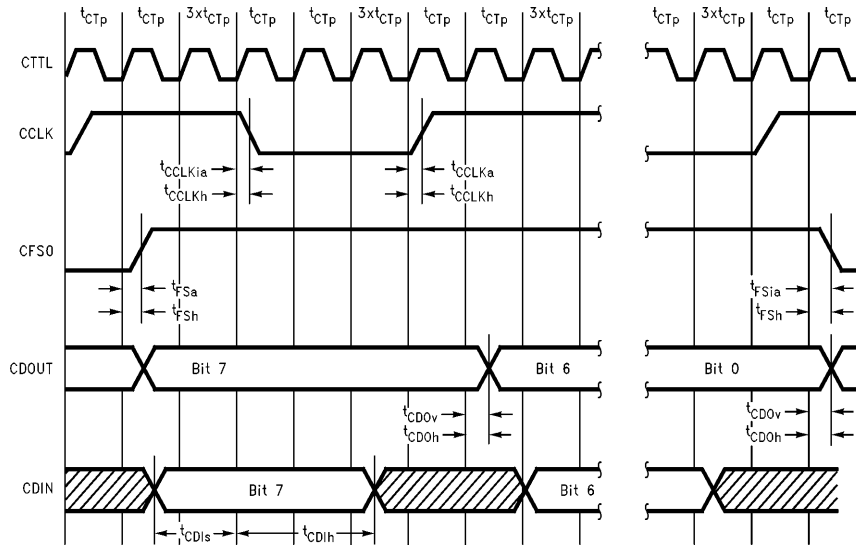 tCTp tCTp 3xtCTp tCTp tCTp 3xtCTp tCTp tCTp 3xtCTp tCTp 3xtCTp tCTp tCTp
CTTL
CCLK
tCCLKia tCCLKa
tCCLKh tCCLKh
CFS0
tFSa tFSia
tFSh tFSh
CDOUT Bit 7 Bit 6 Bit 0
tCDOv tCDOv
tCDOh tCDOh
CDIN Bit 7 Bit 6
tCDIs tCDIh